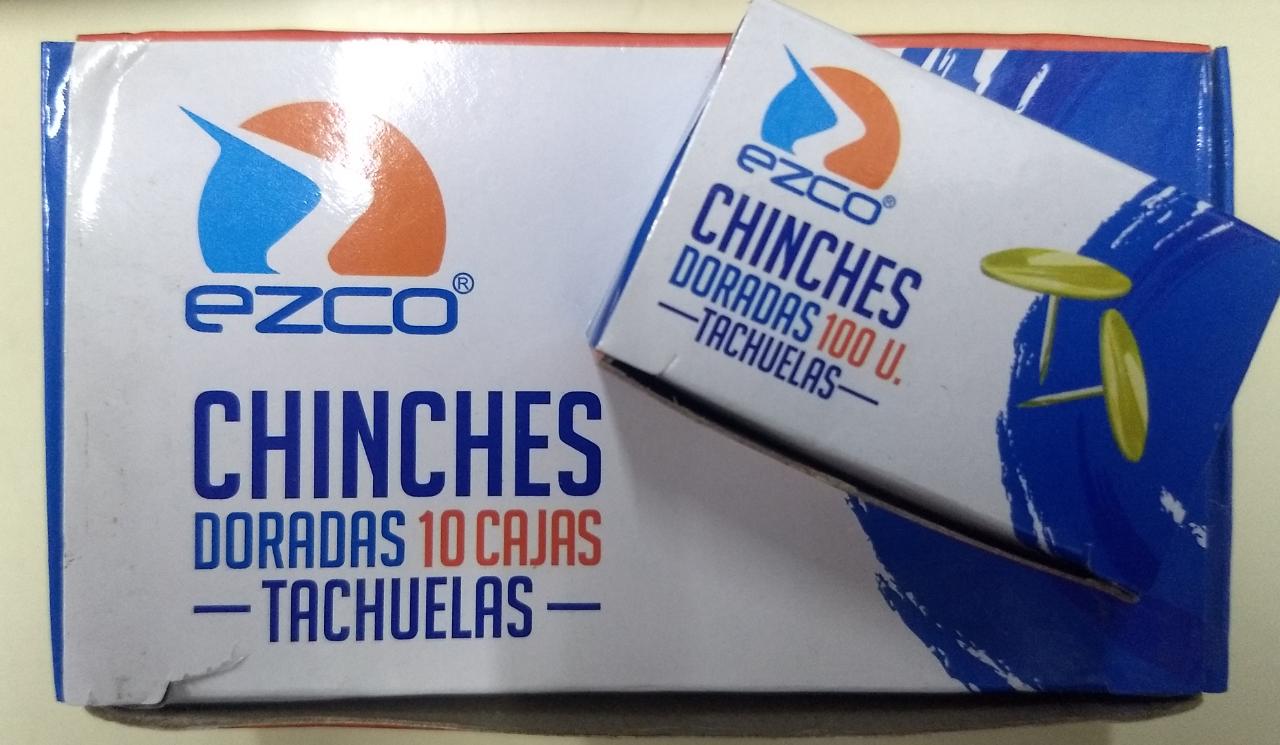 ezco®
CHINCHES
DORADAS 10 CAJAS
TACHUELAS
ezco®
CHINCHES
DORADAS 100 U.
TACHUELAS